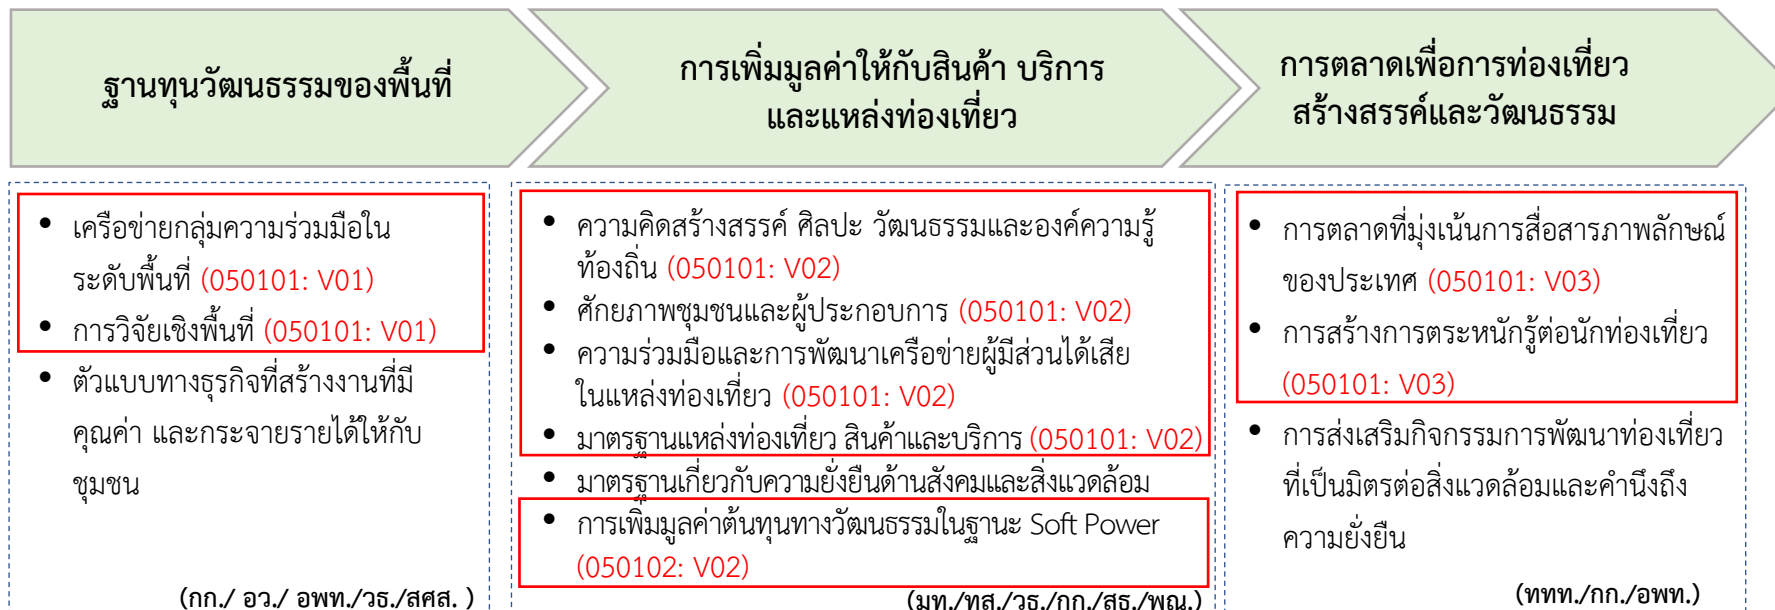 ฐานทุนวัฒนธรรมของพื้นที่
การเพิ่มมูลค่าให้กับสินค้า บริการ
และแหล่งท่องเที่ยว
การตลาดเพื่อการท่องเที่ยว
สร้างสรรค์และวัฒนธรรม
• เครือข่ายกลุ่มความร่วมมือใน
ระดับพื้นที่ (050101: V01)
• การวิจัยเชิงพื้นที่ (050101: V01)
• ตัวแบบทางธุรกิจที่สร้างงานที่มี
คุณค่า และกระจายรายได้ให้กับ
ชุมชน
(กก./ อว./ อพท./วธ./สศส. )
• ความคิดสร้างสรรค์ ศิลปะ วัฒนธรรมและองค์ความรู้
ท้องถิ่น (050101: V02)
• ศักยภาพชุมชนและผู้ประกอบการ (050101: V02)
• ความร่วมมือและการพัฒนาเครือข่ายผู้มีส่วนได้เสีย
ในแหล่งท่องเที่ยว (050101: V02)
• มาตรฐานแหล่งท่องเที่ยว สินค้าและบริการ (050101: V02)
• มาตรฐานเกี่ยวกับความยั่งยืนด้านสังคมและสิ่งแวดล้อม
• การเพิ่มมูลค่าต้นทุนทางวัฒนธรรมในฐานะ Soft Power
(050102: V02)
(มท./ทส./วธ./กก./สธ./พณ.)
• การตลาดที่มุ่งเน้นการสื่อสารภาพลักษณ์
ของประเทศ (050101: V03)
• การสร้างการตระหนักรู้ต่อนักท่องเที่ยว
(050101: V03)
• การส่งเสริมกิจกรรมการพัฒนาท่องเที่ยว
ที่เป็นมิตรต่อสิ่งแวดล้อมและคำนึงถึง
ความยั่งยืน
(ททท./กก./อพท.)